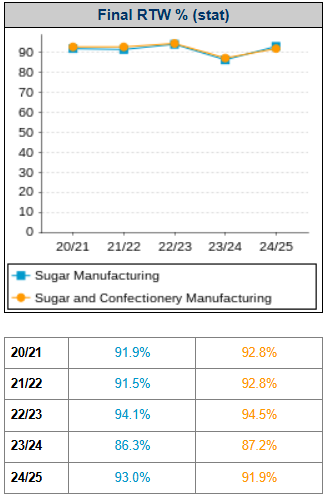 Final RTW % (stat)
90
80
70
60
50
40
30
20
10
0
20/21 21/22 22/23 23/24 24/25
Sugar Manufacturing
Sugar and Confectionery Manufacturing
20/21 91.9% 92.8%
21/22 91.5% 92.8%
22/23 94.1% 94.5%
23/24 86.3% 87.2%
24/25 93.0% 91.9%